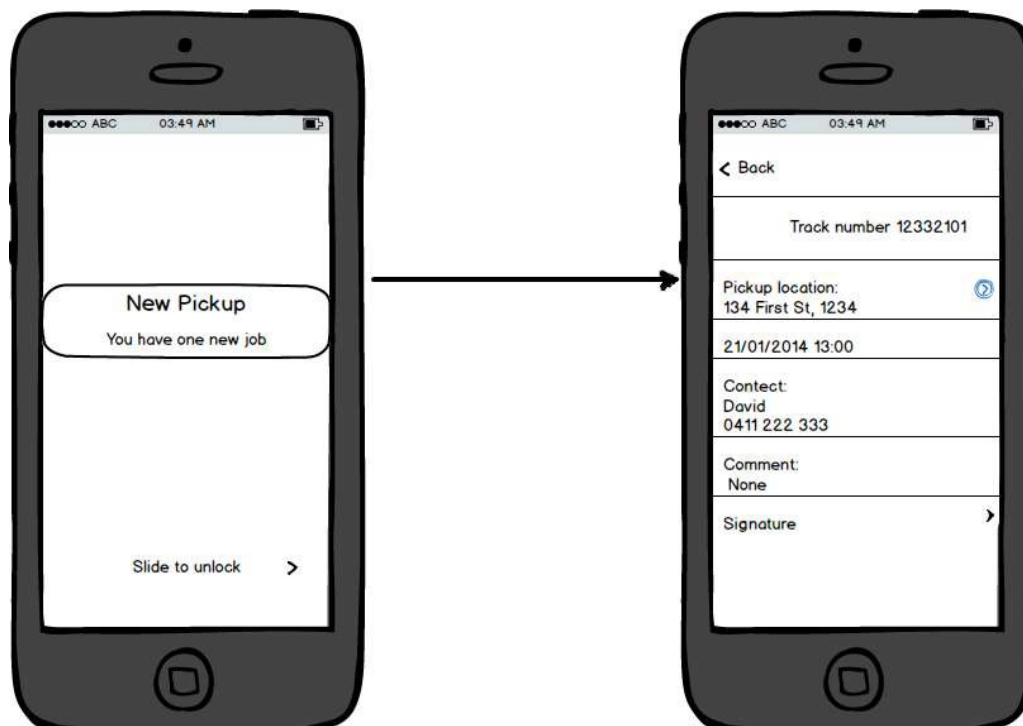 ABC 03:49 AM
New Pickup
You have one new job
Slide to unlock
ABC 03:49 AM
Back
Track number 12332101
Pickup location:
134 First St, 1234
21/01/2014 13:00
Contect:
David
0411 222 333
Comment:
None
Signature